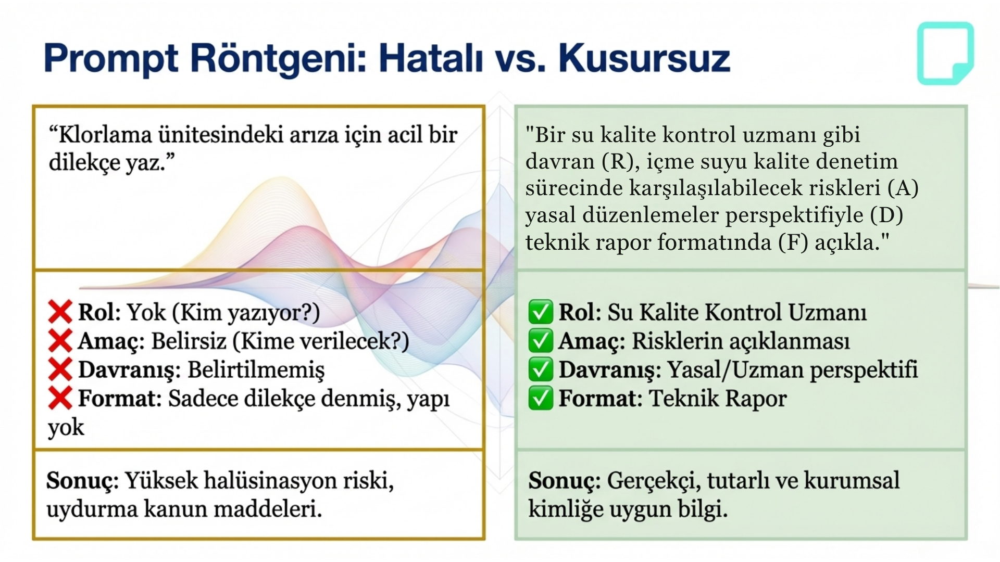 Prompt Röntgeni: Hatalı vs. Kusursuz
“Klorlama ünitesindeki arıza için acil bir
dilekçe yaz.”
❌ Rol: Yok (Kim yazıyor?)
❌ Amaç: Belirsiz (Kime verilecek?)
❌ Davranış: Belirtilmemiş
❌ Format: Sadece dilekçe denmiş, yapı
yok
Sonuç: Yüksek halüsinasyon riski,
uydurma kanun maddeleri.
"Bir su kalite kontrol uzmanı gibi
davran (R), içme suyu kalite denetim
sürecinde karşılaşılabilecek riskleri (A)
yasal düzenlemeler perspektifiyle (D)
teknik rapor formatında (F) açıkla."
✅ Rol: Su Kalite Kontrol Uzmanı
✅ Amaç: Risklerin açıklanması
✅ Davranış: Yasal/Uzman perspektifi
✅ Format: Teknik Rapor
Sonuç: Gerçekçi, tutarlı ve kurumsal
kimliğe uygun bilgi.